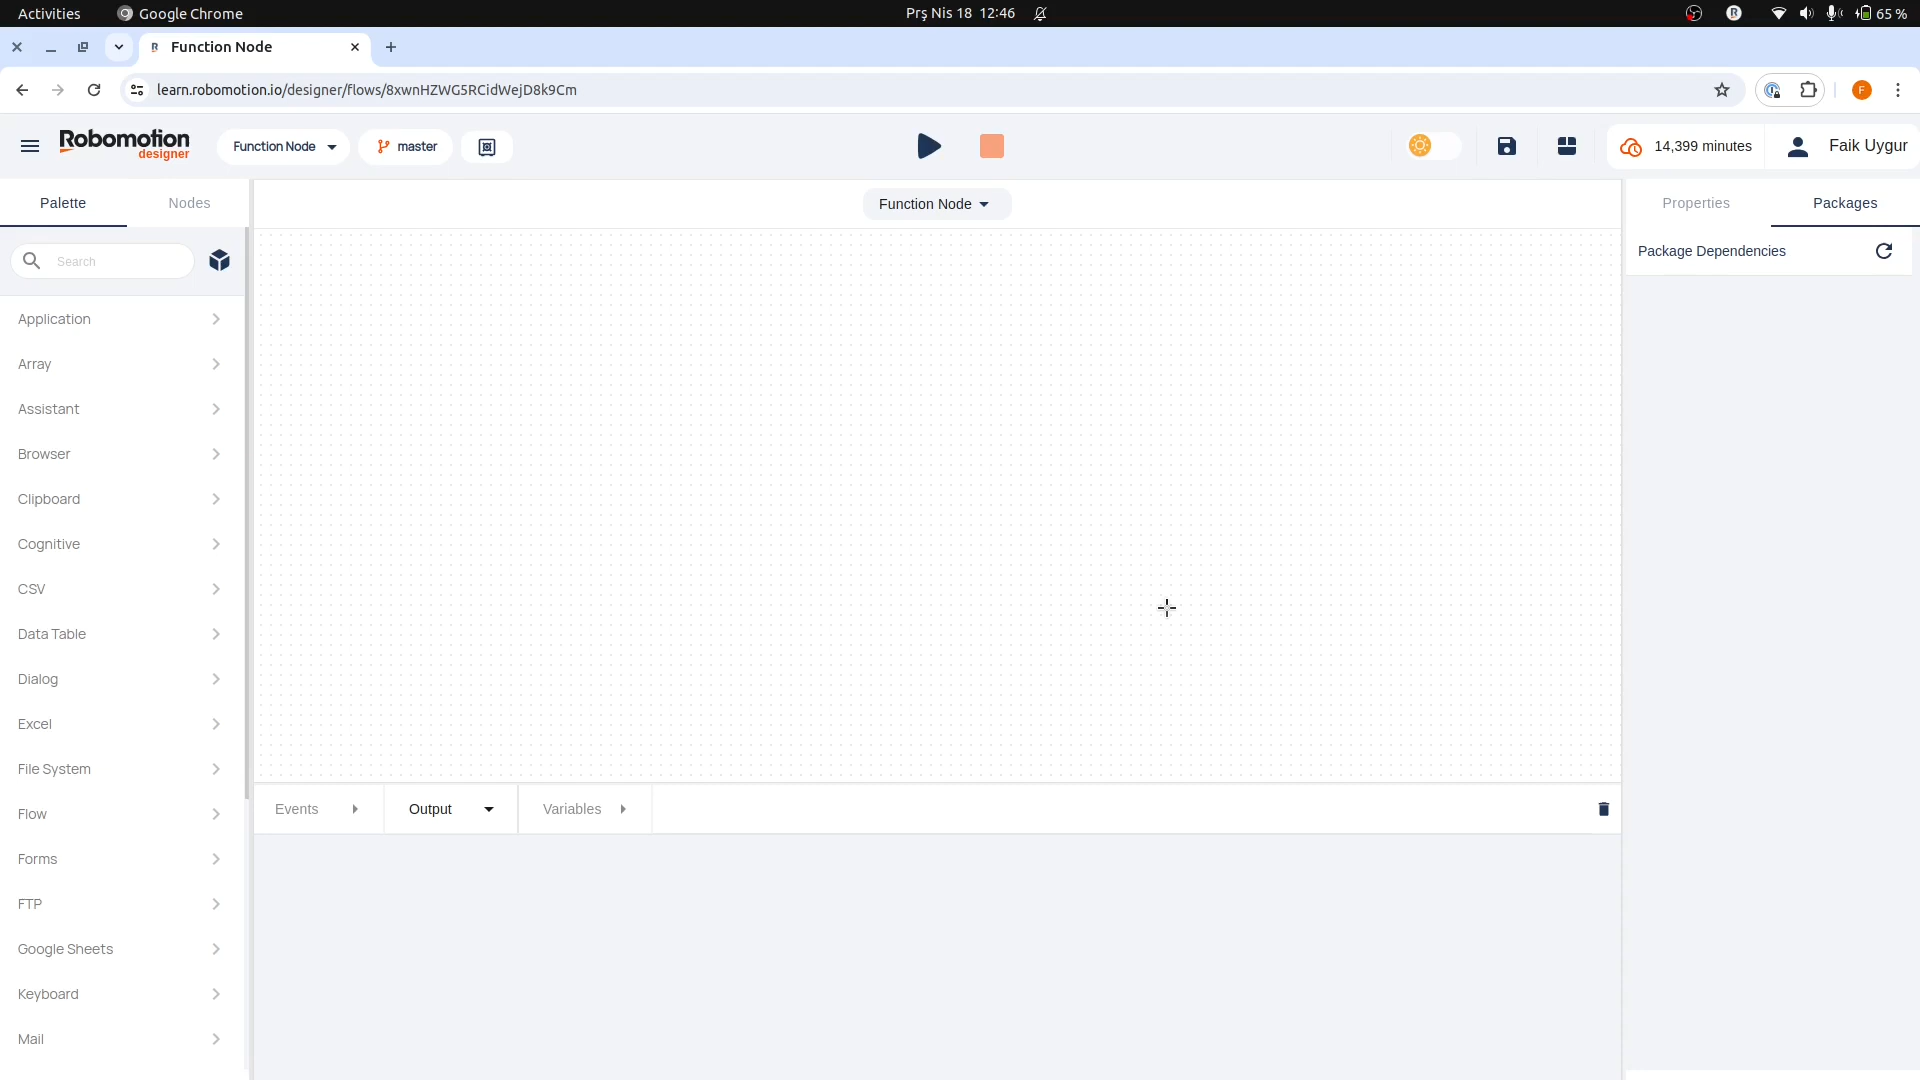 Activities
Google Chrome
Prş Nis 18 12:46
65 %
Function Node
learn.robomotion.io/designer/flows/8xwnHZWG5RCidWejD8k9Cm
F
Robomotion
designer
Function Node
master
14,399 minutes
Faik Uygur
Palette
Nodes
Function Node
Properties
Packages
Search
Package Dependencies
Application
Array
Assistant
Browser
Clipboard
Cognitive
CSV
Data Table
Dialog
Excel
File System
Flow
Forms
FTP
Google Sheets
Keyboard
Mail
Events
Output
Variables